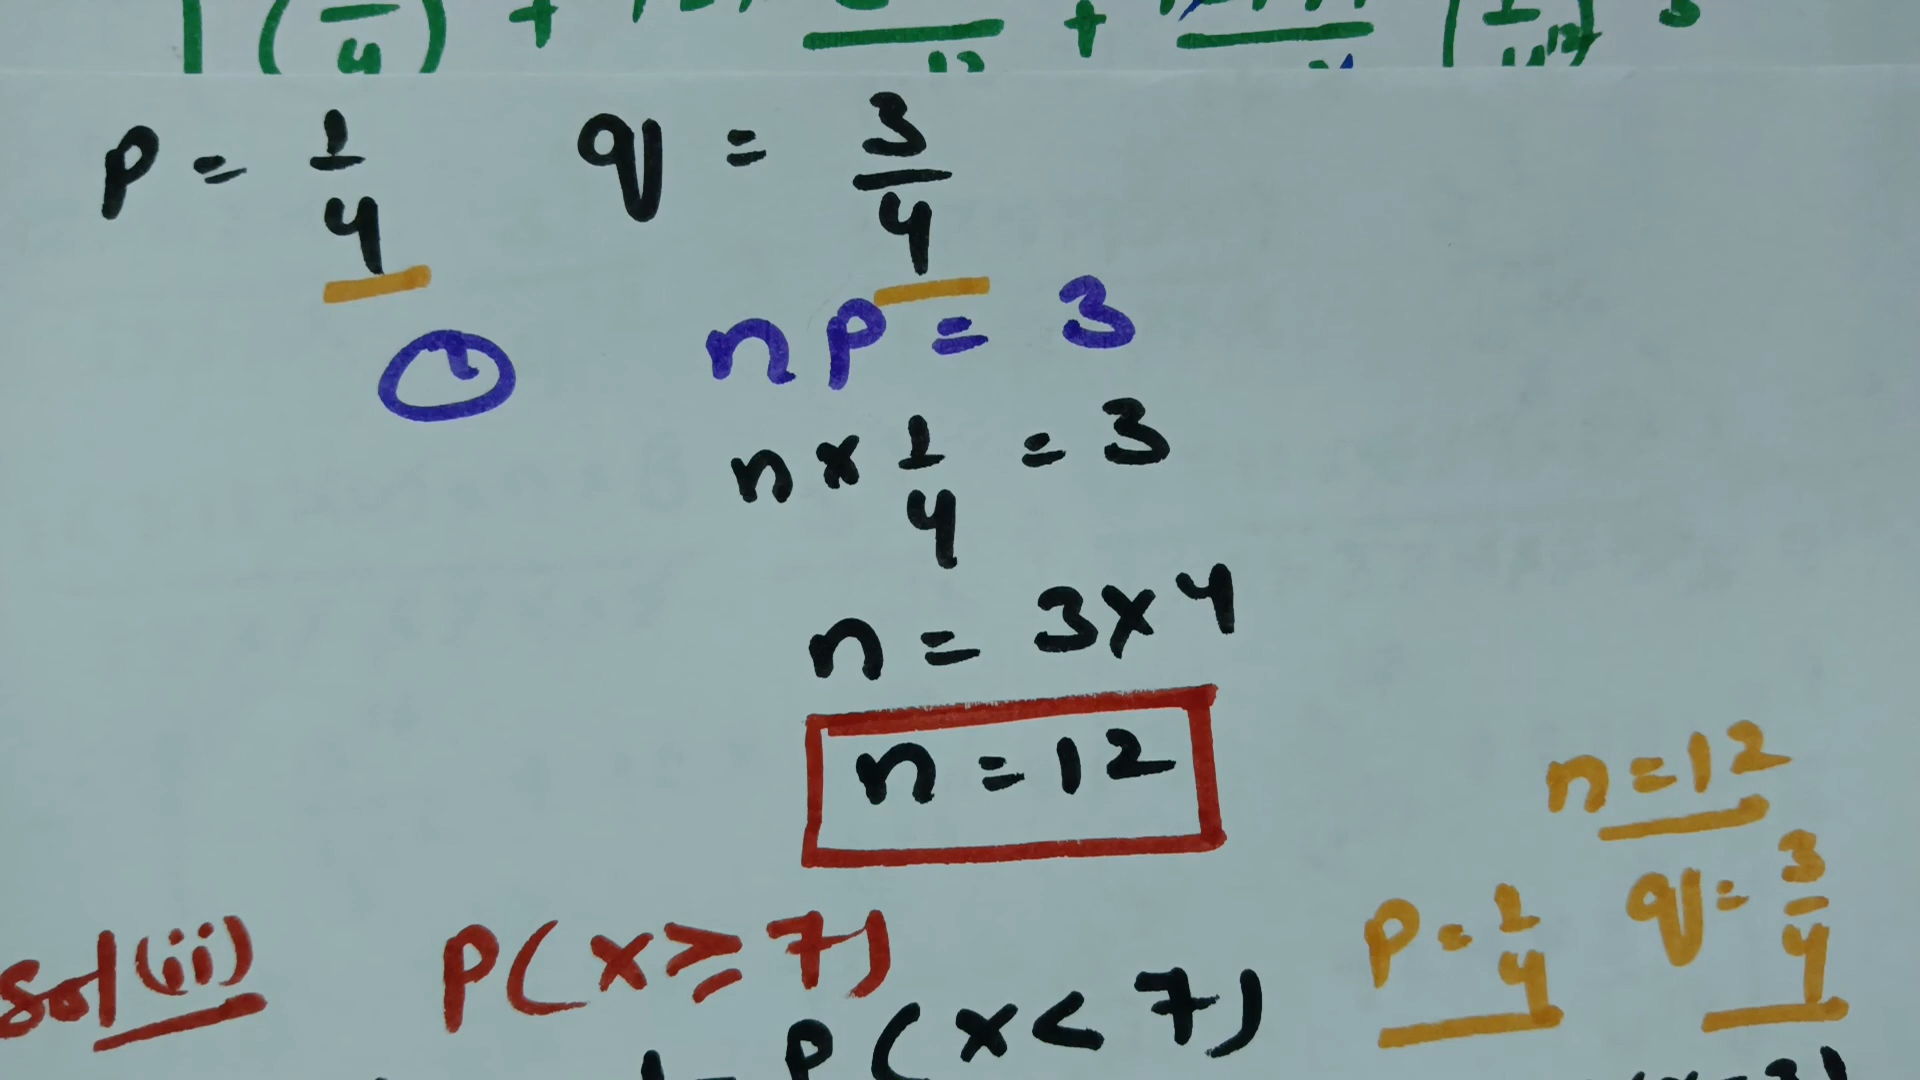 p = 1/4 q = 3/4
① np = 3
n × 1/4 = 3
n = 3×4
n = 12
n = 12
p = 1/4 q = 3/4
Sol (ii) P(x ≥ 7)
P(x < 7)